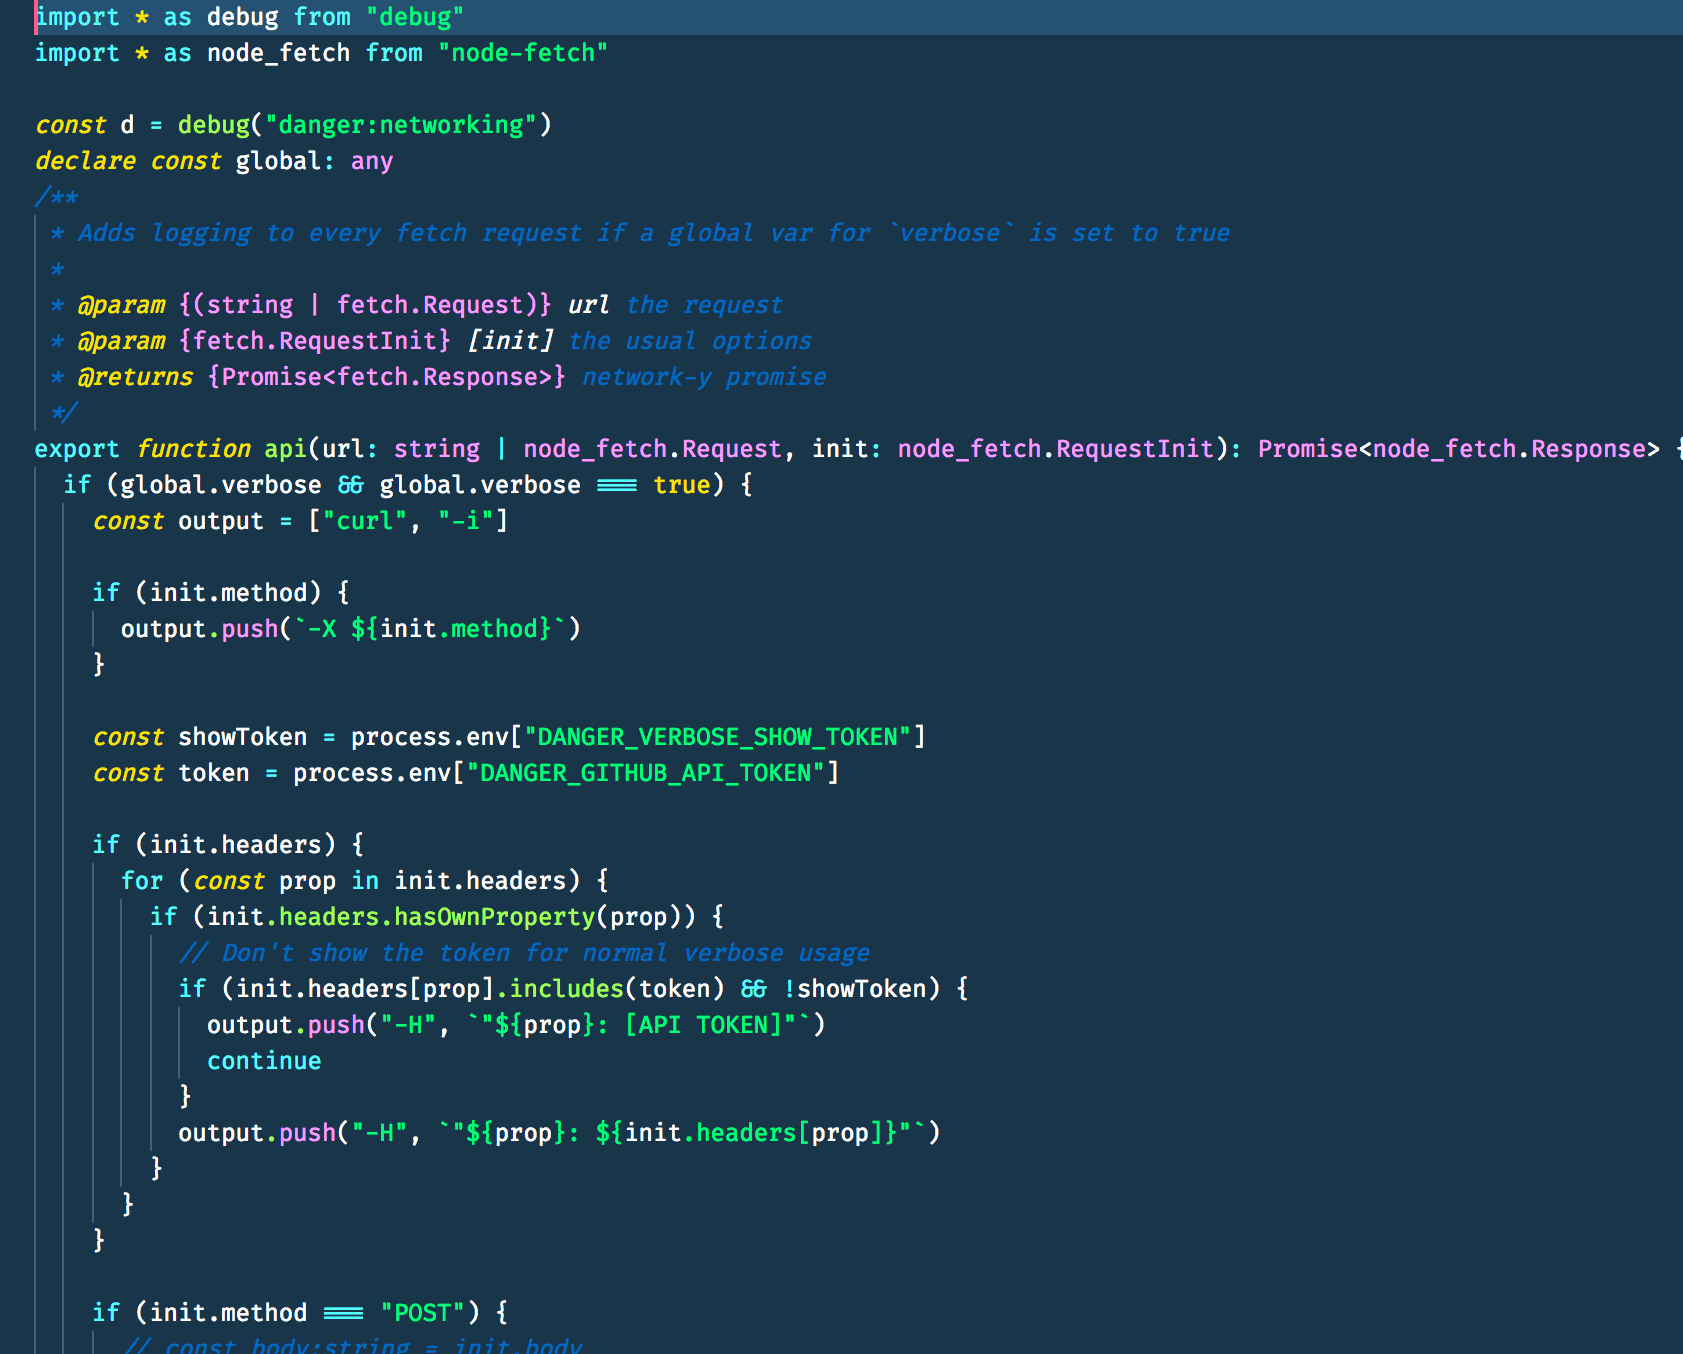 import * as debug from "debug"
import * as node_fetch from "node-fetch"
const d = debug("danger:networking")
declare const global: any
/**
 * Adds logging to every fetch request if a global var for `verbose` is set to true
 *
 * @param {(string | fetch.Request)} url the request
 * @param {fetch.RequestInit} [init] the usual options
 * @returns {Promise<fetch.Response>} network-y promise
 */
export function api(url: string | node_fetch.Request, init: node_fetch.RequestInit): Promise<node_fetch.Response> {
  if (global.verbose && global.verbose === true) {
    const output = ["curl", "-i"]
    if (init.method) {
      output.push(`-X ${init.method}`)
    }
    const showToken = process.env["DANGER_VERBOSE_SHOW_TOKEN"]
    const token = process.env["DANGER_GITHUB_API_TOKEN"]
    if (init.headers) {
      for (const prop in init.headers) {
        if (init.headers.hasOwnProperty(prop)) {
          // Don't show the token for normal verbose usage
          if (init.headers[prop].includes(token) && !showToken) {
            output.push("-H", `"${prop}: [API TOKEN]"`)
            continue
          }
          output.push("-H", `"${prop}: ${init.headers[prop]}"`)
        }
      }
    }
    if (init.method === "POST") {
      // const body:string = init.body